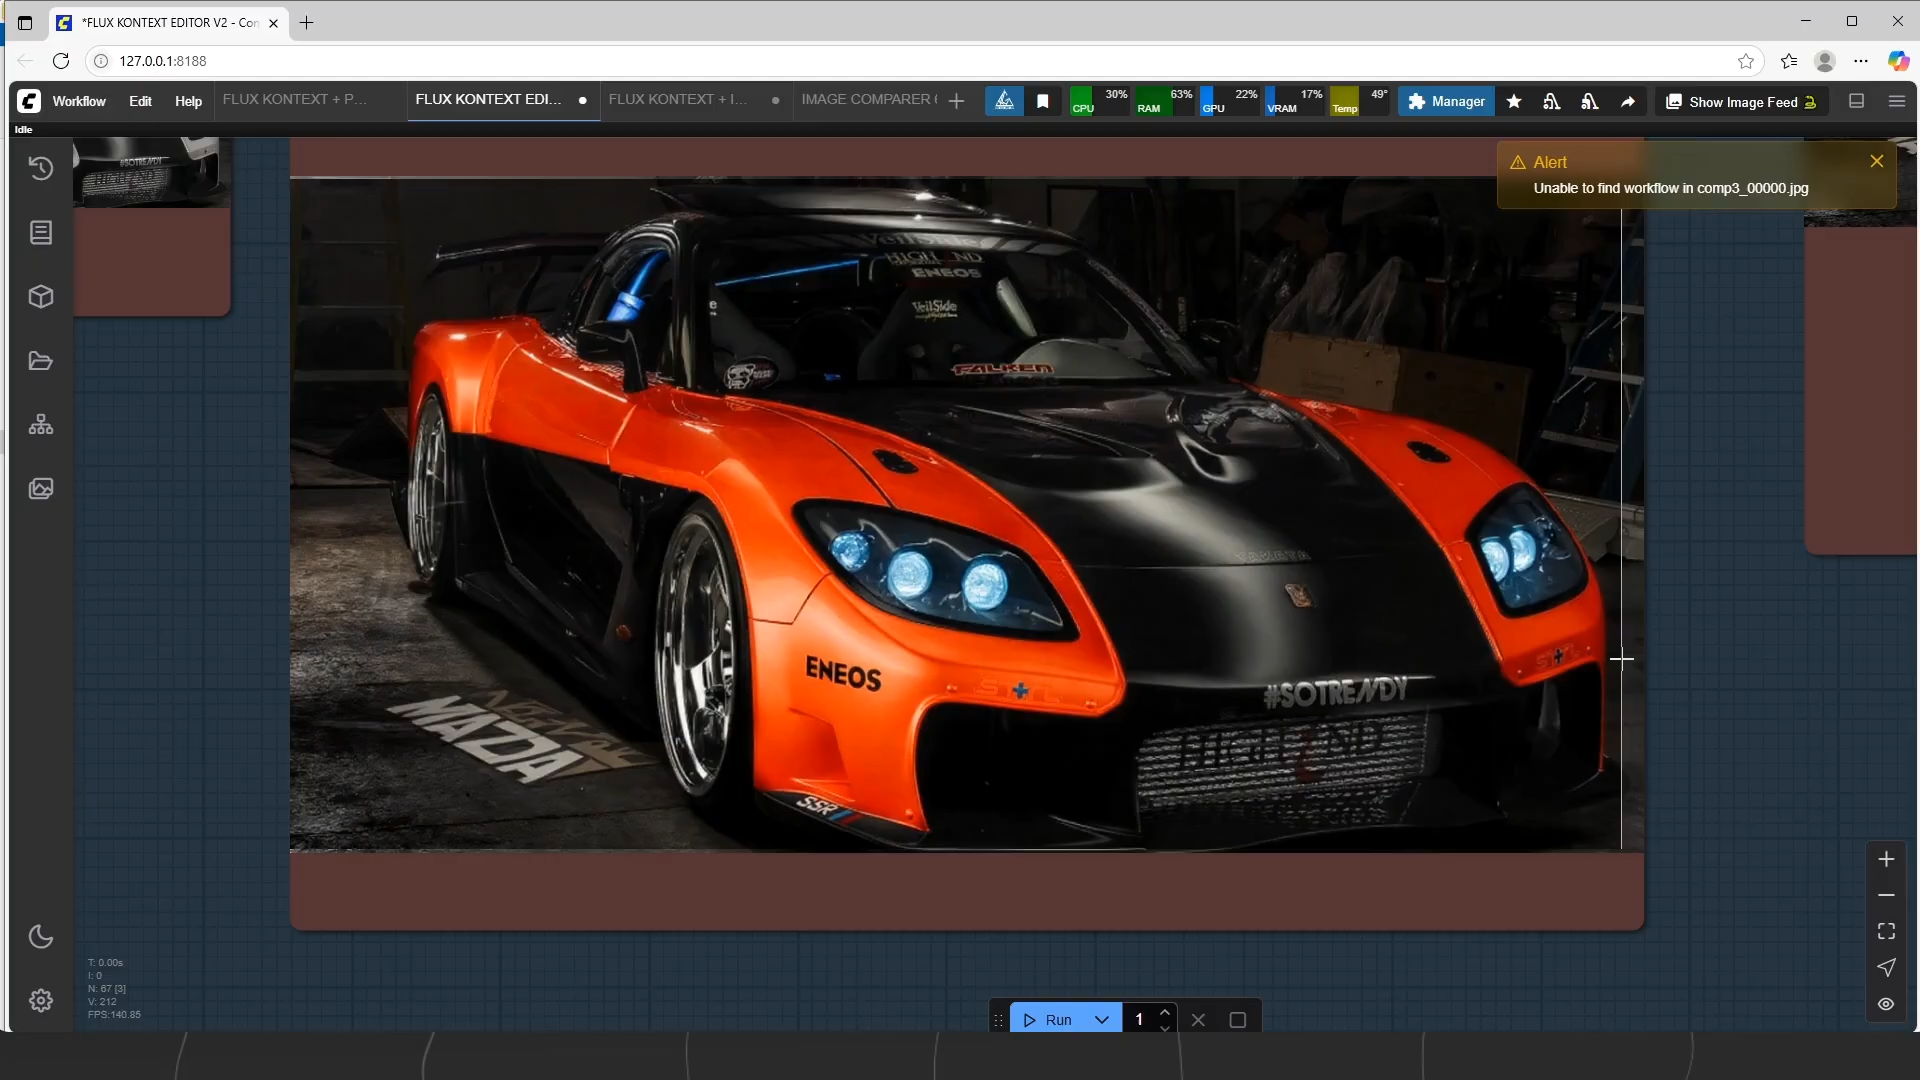 *FLUX KONTEXT EDITOR V2 - Con
127.0.0.1:8188
Workflow Edit Help FLUX KONTEXT + P... FLUX KONTEXT EDI... FLUX KONTEXT + I... IMAGE COMPARER
CPU 30% RAM 63% GPU 22% VRAM 17% Temp 49° Manager Show Image Feed
Idle
Alert
Unable to find workflow in comp3_00000.jpg
#SOTRENDY
VeilSide
ENEOS
VeilSide
FALKEN
ENEOS
#SOTRENDY
MAZDA
SSR
T: 0.00s
I: 0
N: 67 [3]
V: 212
FPS:140.85
Run 1